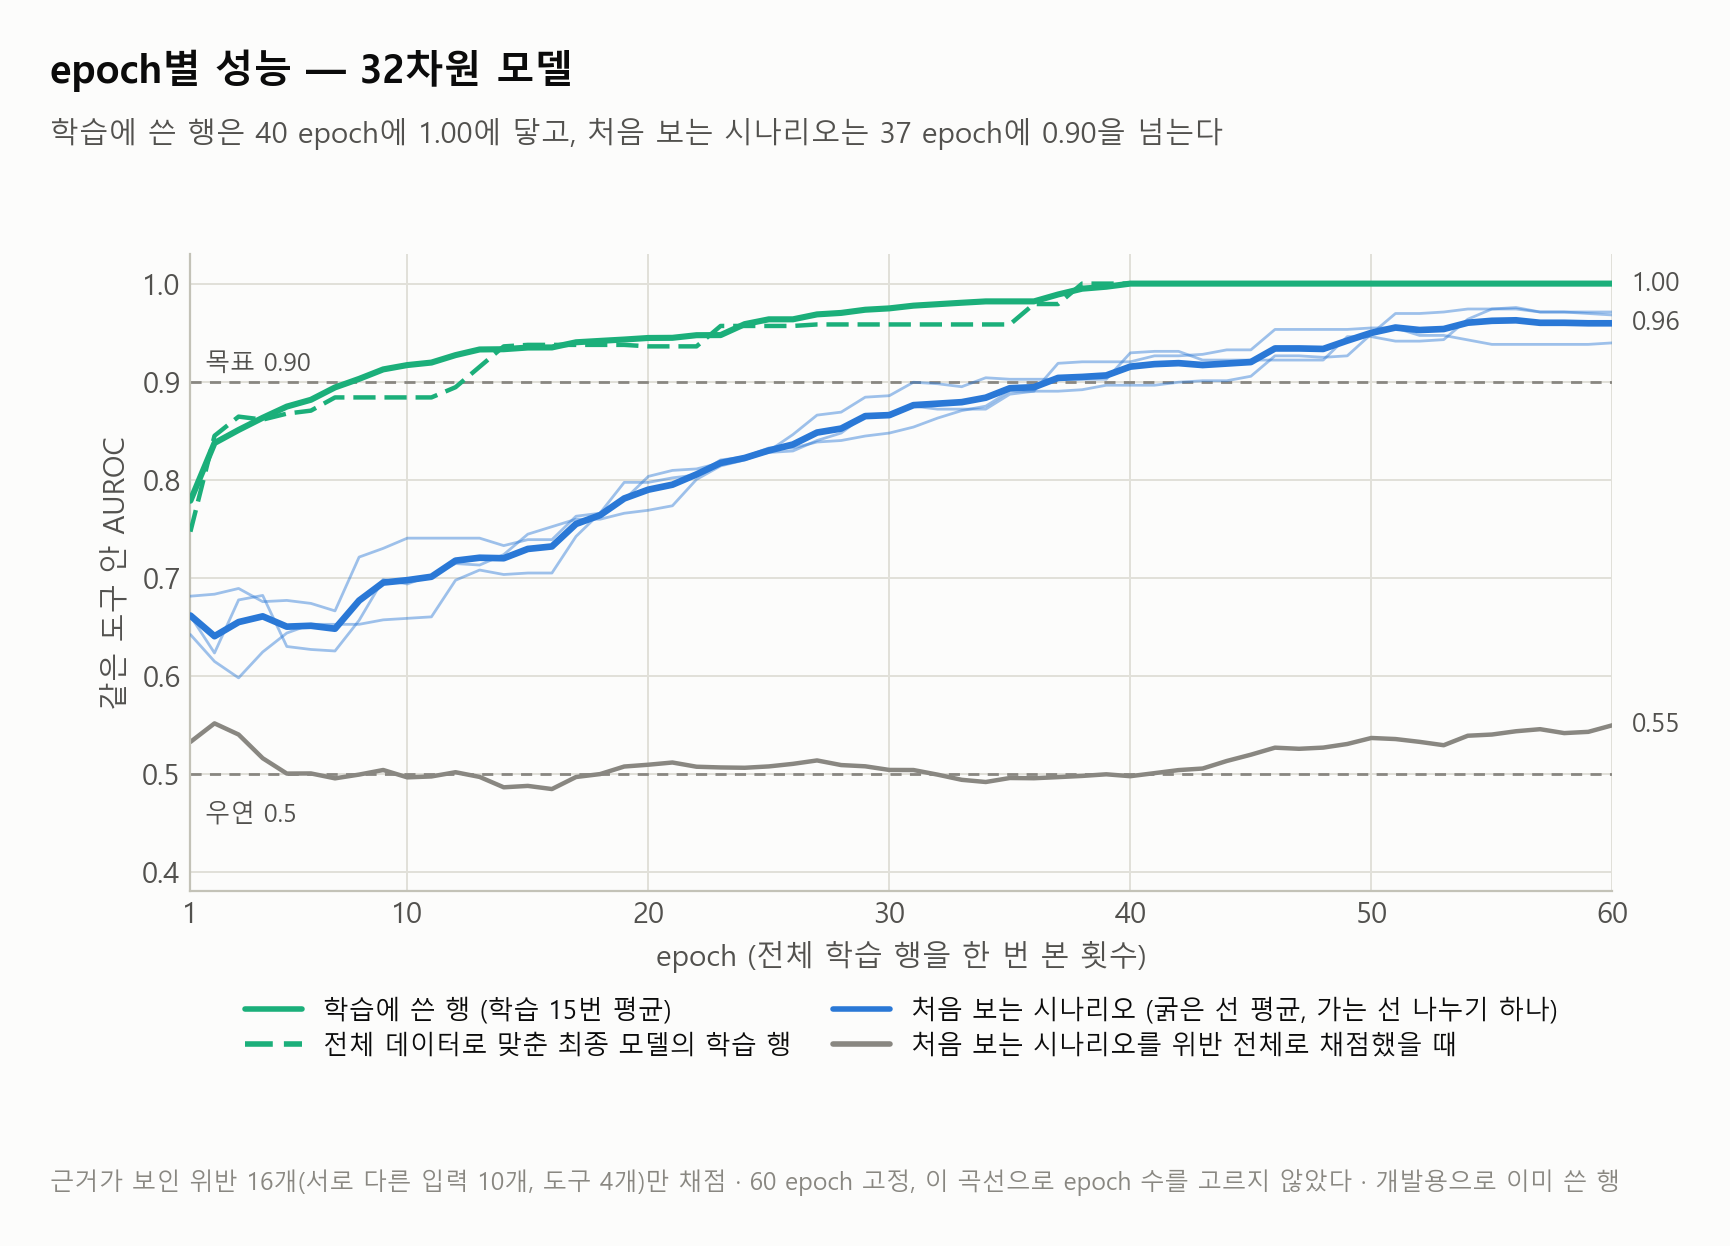 epoch별 성능 — 32차원 모델
학습에 쓴 행은 40 epoch에 1.00에 닿고, 처음 보는 시나리오는 37 epoch에 0.90을 넘는다
같은 도구 안 AUROC
1.0
0.9
0.8
0.7
0.6
0.5
0.4
목표 0.90
우연 0.5
1.00
0.96
0.55
1 10 20 30 40 50 60
epoch (전체 학습 행을 한 번 본 횟수)
학습에 쓴 행 (학습 15번 평균)
전체 데이터로 맞춘 최종 모델의 학습 행
처음 보는 시나리오 (굵은 선 평균, 가는 선 나누기 하나)
처음 보는 시나리오를 위반 전체로 채점했을 때
근거가 보인 위반 16개(서로 다른 입력 10개, 도구 4개)만 채점 · 60 epoch 고정, 이 곡선으로 epoch 수를 고르지 않았다 · 개발용으로 이미 쓴 행